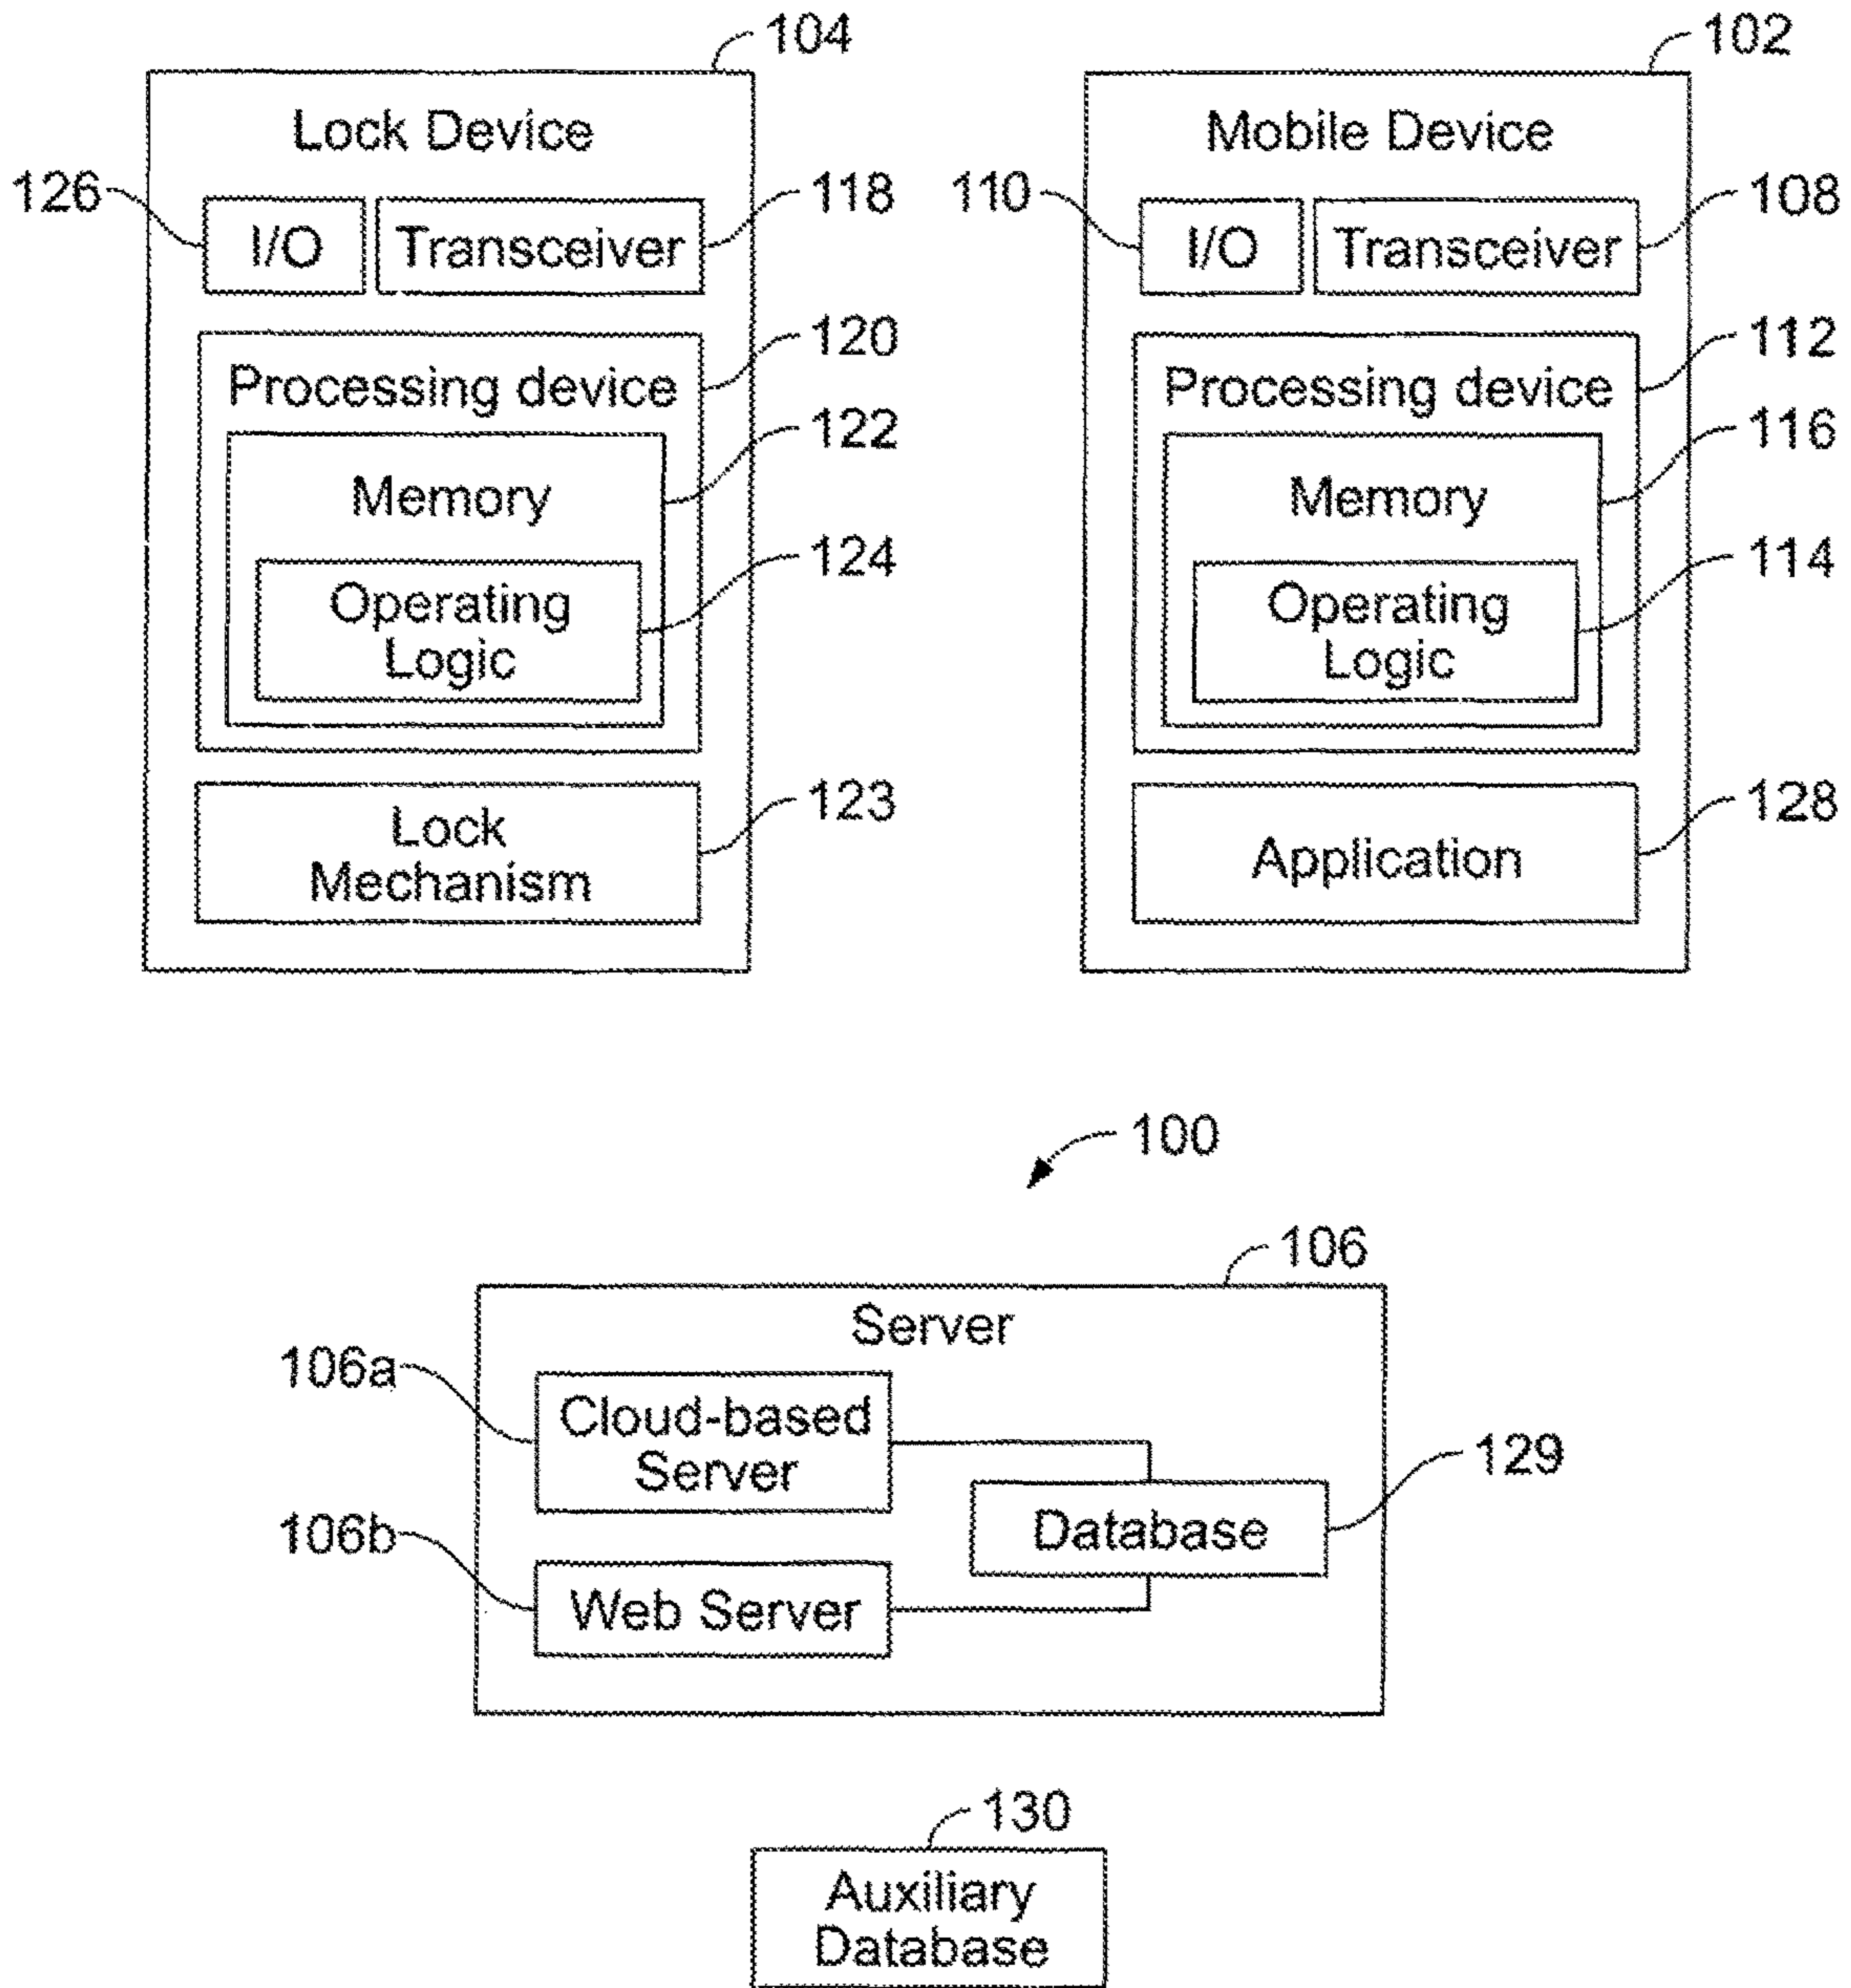 104
Lock Device
126
I/O
Transceiver
118
Processing device
120
Memory
122
Operating
Logic
124
Lock
Mechanism
123
102
Mobile Device
110
I/O
Transceiver
108
Processing device
112
Memory
116
Operating
Logic
114
Application
128
100
106
Server
106a
Cloud-based
Server
129
Database
106b
Web Server
130
Auxiliary
Database